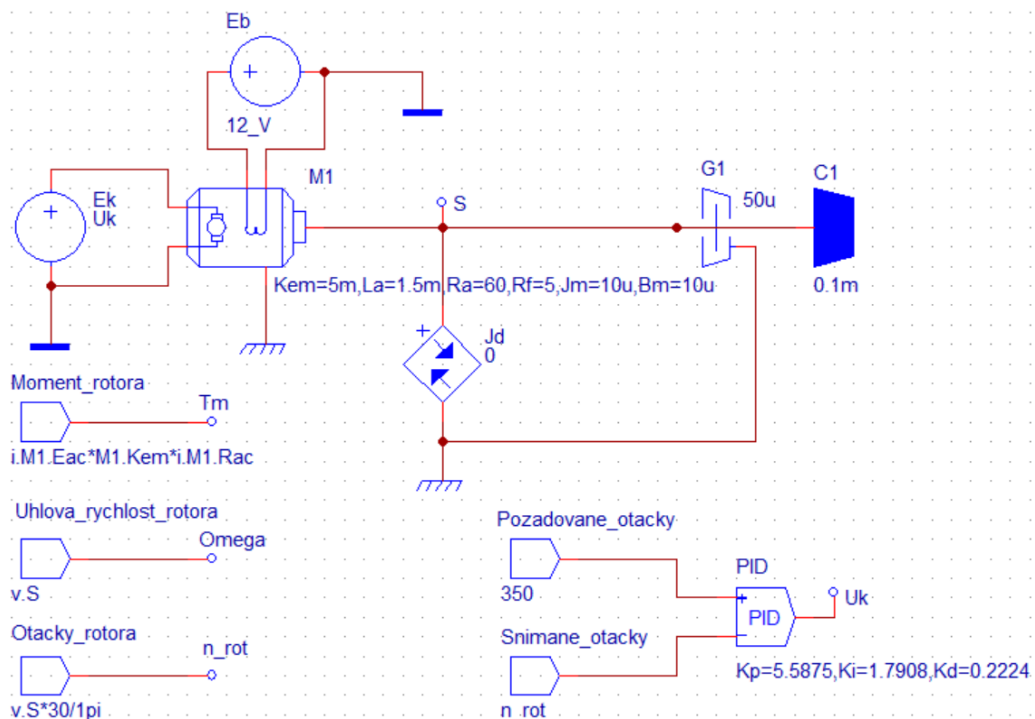 Eb
12_V
M1
G1
C1
Ek
Uk
S
50u
Kem=5m,La=1.5m,Ra=60,Rf=5,Jm=10u,Bm=10u
0.1m
Jd
0
Moment_rotora
Tm
i.M1.Eac*M1.Kem*i.M1.Rac
Uhlova_rychlost_rotora
Omega
v.S
Otacky_rotora
n_rot
v.S*30/1pi
Pozadovane_otacky
350
PID
PID
Uk
Snimane_otacky
n_rot
Kp=5.5875,Ki=1.7908,Kd=0.2224